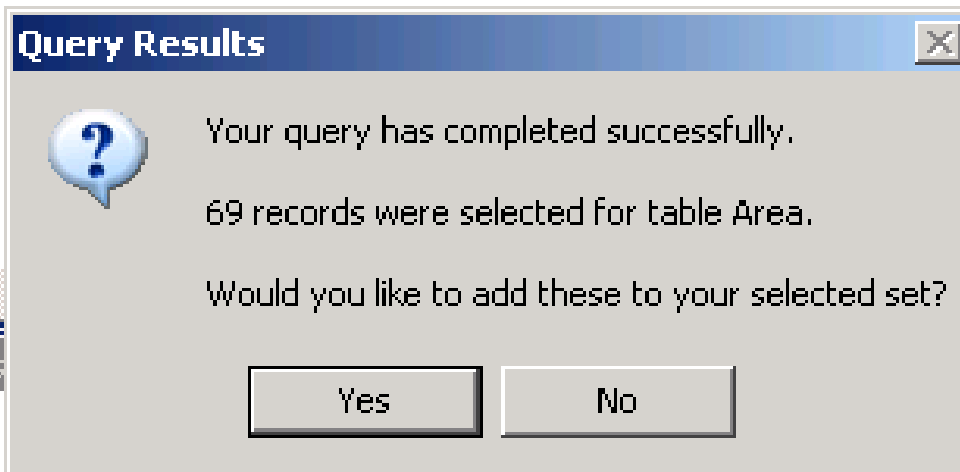 Query Results
Your query has completed successfully.
69 records were selected for table Area.
Would you like to add these to your selected set?
Yes
No